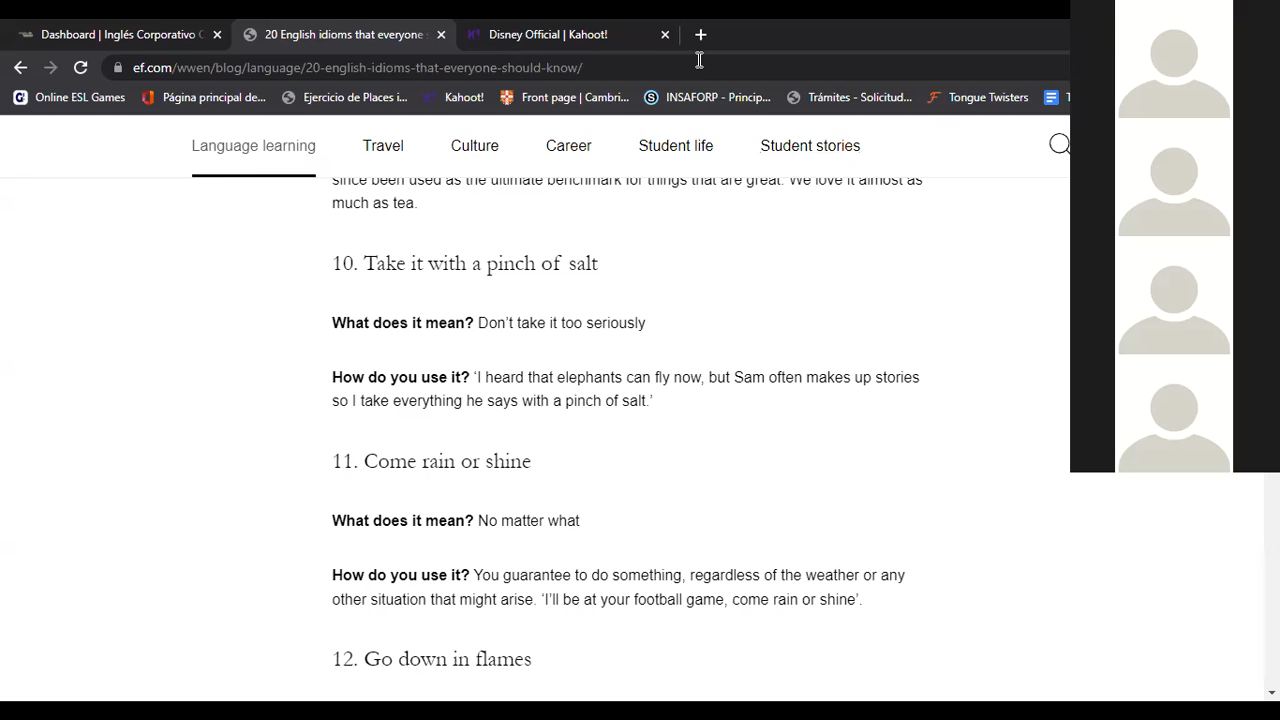 Dashboard | Inglés Corporativo
20 English idioms that everyone
Disney Official | Kahoot!
ef.com/wwen/blog/language/20-english-idioms-that-everyone-should-know/
Online ESL Games
Página principal de...
Ejercicio de Places i...
Kahoot!
Front page | Cambri...
INSAFORP - Princip...
Trámites - Solicitud...
Tongue Twisters
Language learning
Travel
Culture
Career
Student life
Student stories
since been used as the ultimate benchmark for things that are great. We love it almost as
much as tea.
10. Take it with a pinch of salt
What does it mean? Don’t take it too seriously
How do you use it? ‘I heard that elephants can fly now, but Sam often makes up stories
so I take everything he says with a pinch of salt.’
11. Come rain or shine
What does it mean? No matter what
How do you use it? You guarantee to do something, regardless of the weather or any
other situation that might arise. ‘I’ll be at your football game, come rain or shine’.
12. Go down in flames